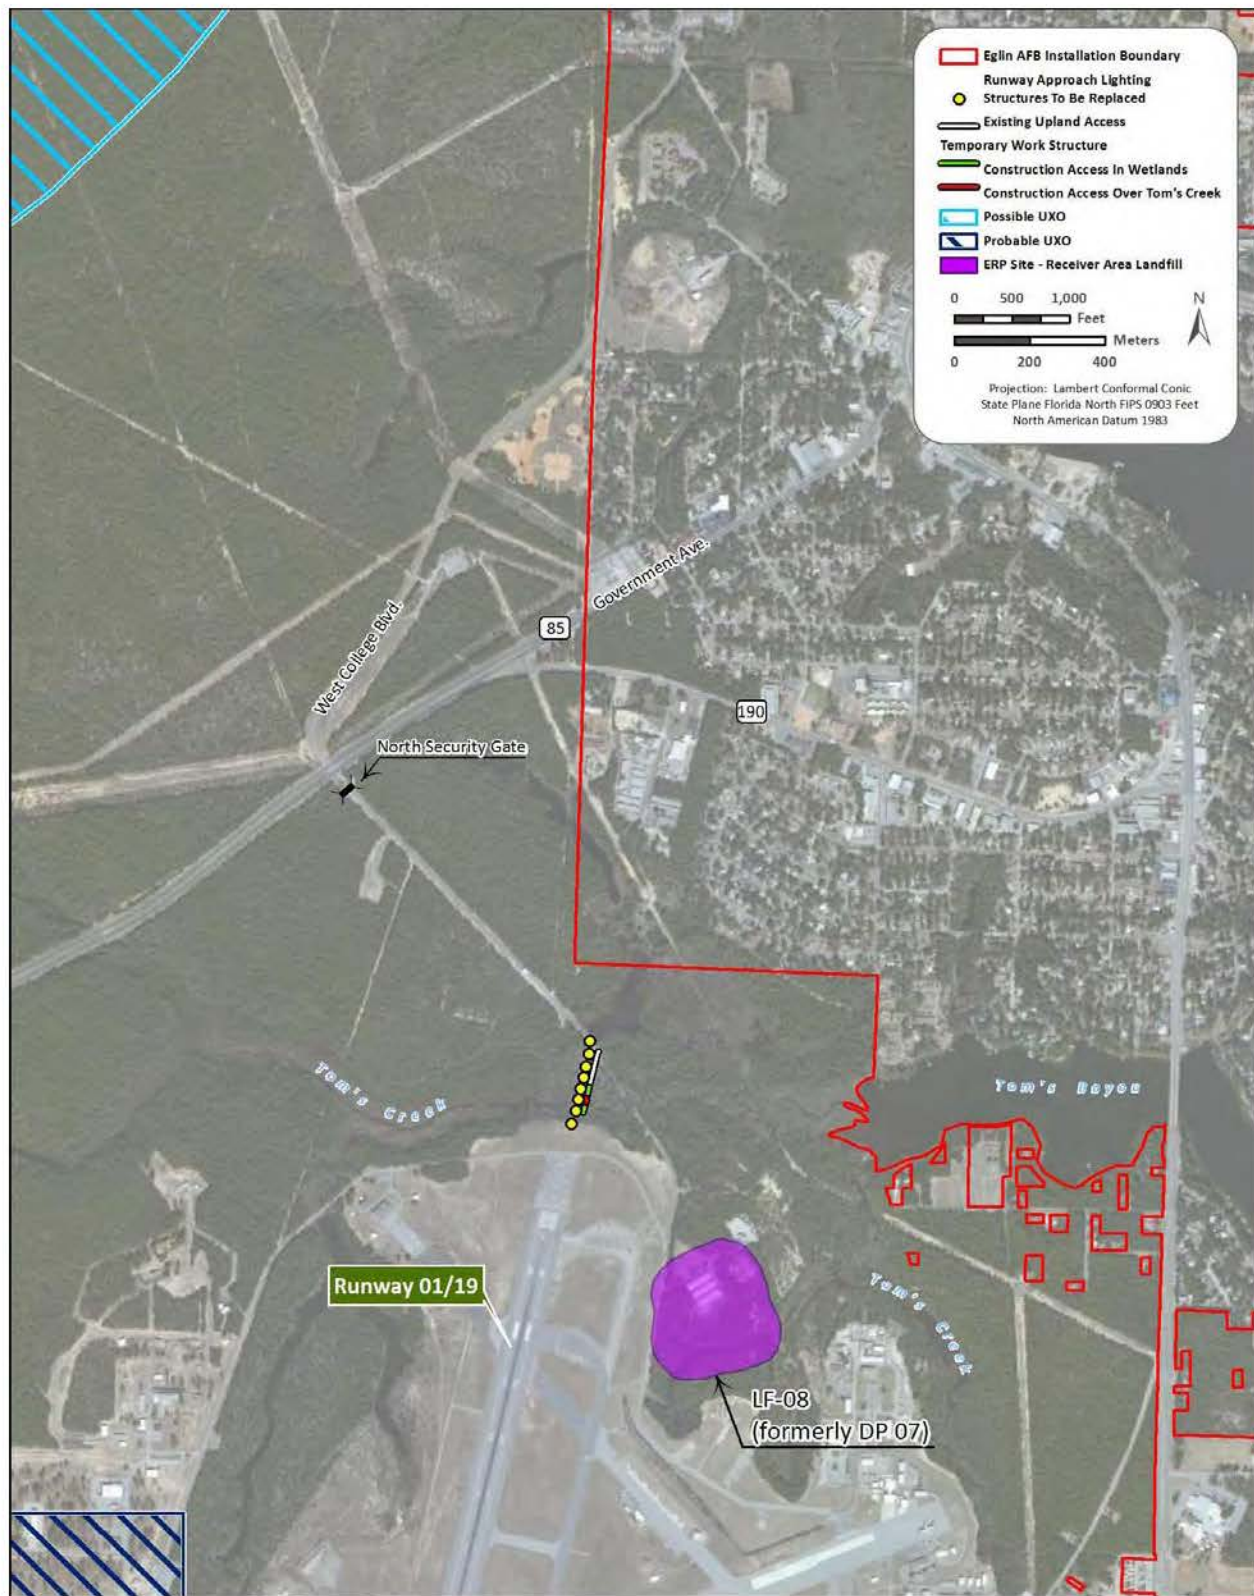 Eglin AFB Installation Boundary
Runway Approach Lighting
Structures To Be Replaced
Existing Upland Access
Temporary Work Structure
Construction Access In Wetlands
Construction Access Over Tom's Creek
Possible UXO
Probable UXO
ERP Site - Receiver Area Landfill
0 500 1,000
Feet
N
Meters
0 200 400
Projection: Lambert Conformal Conic
State Plane Florida North FIPS 0903 Feet
North American Datum 1983
Government Ave.
85
West College Blvd.
190
North Security Gate
Tom's Creek
Tom's Bayou
Runway 01/19
Tom's Creek
LF-08
(formerly DP 07)